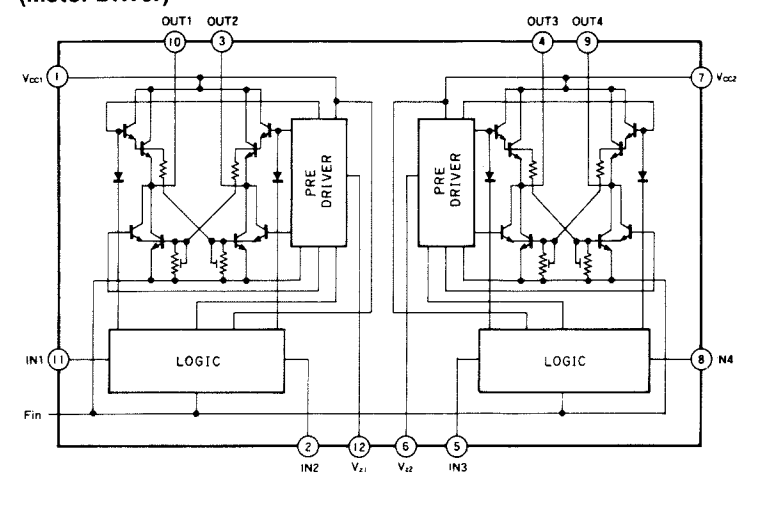 (motor driver)
OUT1 OUT2 OUT3 OUT4
10 3 4 9
VCC1 1 7 VCC2
PRE DRIVER
PRE DRIVER
IN1 11 LOGIC LOGIC 8 N4
Fin
2 12 6 5
IN2 Vz1 Vz2 IN3